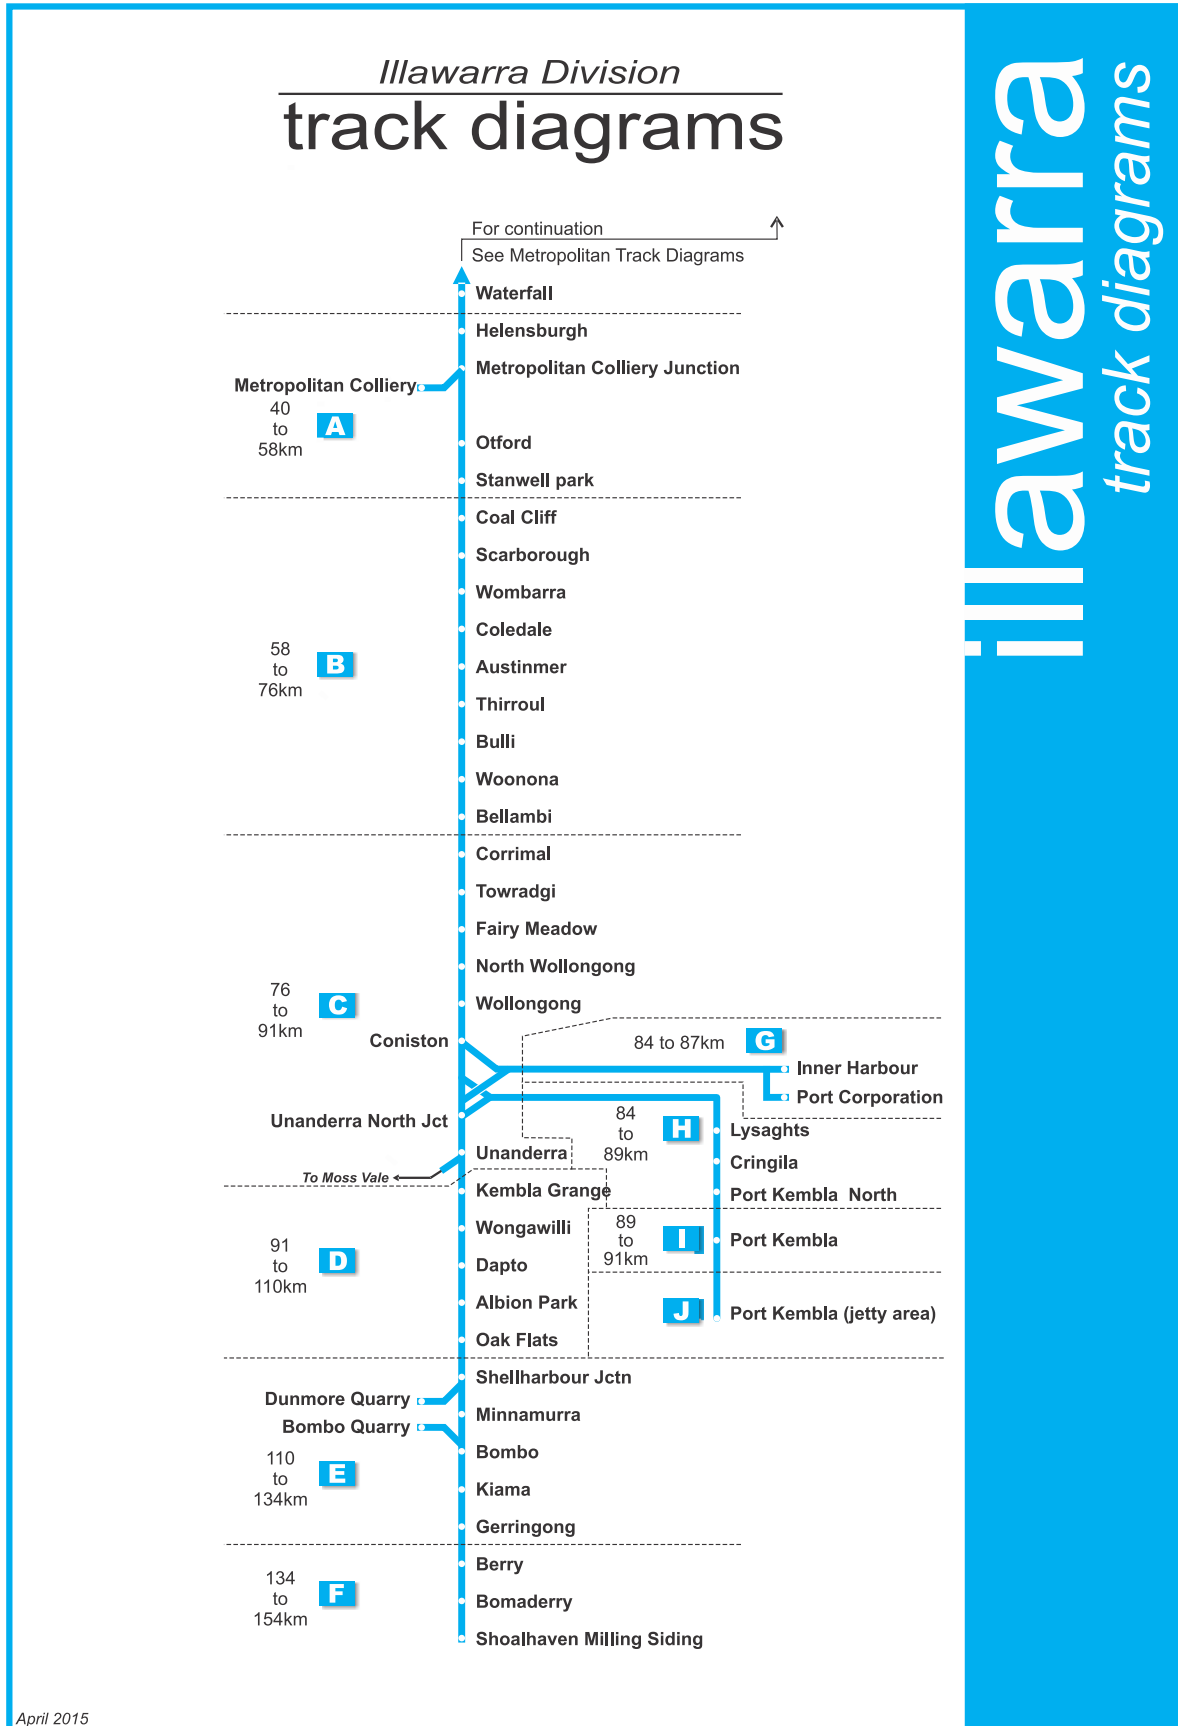 Illawarra Division
track diagrams
illawarra
track diagrams
For continuation
See Metropolitan Track Diagrams
Waterfall
Helensburgh
Metropolitan Colliery Junction
Metropolitan Colliery
40
to
58km
A
Otford
Stanwell park
Coal Cliff
Scarborough
Wombarra
Coledale
58
to
76km
B
Austinmer
Thirroul
Bulli
Woonona
Bellambi
Corrimal
Towradgi
Fairy Meadow
North Wollongong
76
to
91km
C
Wollongong
Coniston
84 to 87km
G
Inner Harbour
Port Corporation
Unanderra North Jct
84
to
89km
H
Lysaghts
Unanderra
Cringila
To Moss Vale
Kembla Grange
Port Kembla North
Wongawilli
89
to
91km
I
Port Kembla
91
to
110km
D
Dapto
Albion Park
J
Port Kembla (jetty area)
Oak Flats
Shellharbour Jctn
Dunmore Quarry
Minnamurra
Bombo Quarry
Bombo
110
to
134km
E
Kiama
Gerringong
Berry
134
to
154km
F
Bomaderry
Shoalhaven Milling Siding
April 2015